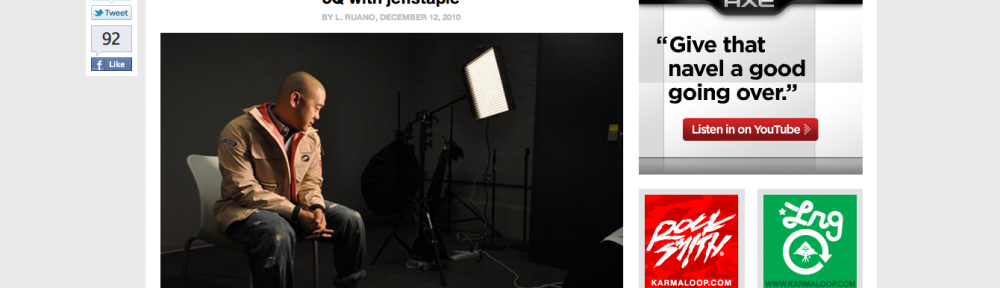 Tweet
92
Like
5Q with jeffstaple
BY L. RUANO, DECEMBER 12, 2010
AXE
“Give that
navel a good
going over.”
Listen in on YouTube
ROCK
SMITH
KARMALOOP.COM
Lrg
WWW.KARMALOOP.COM